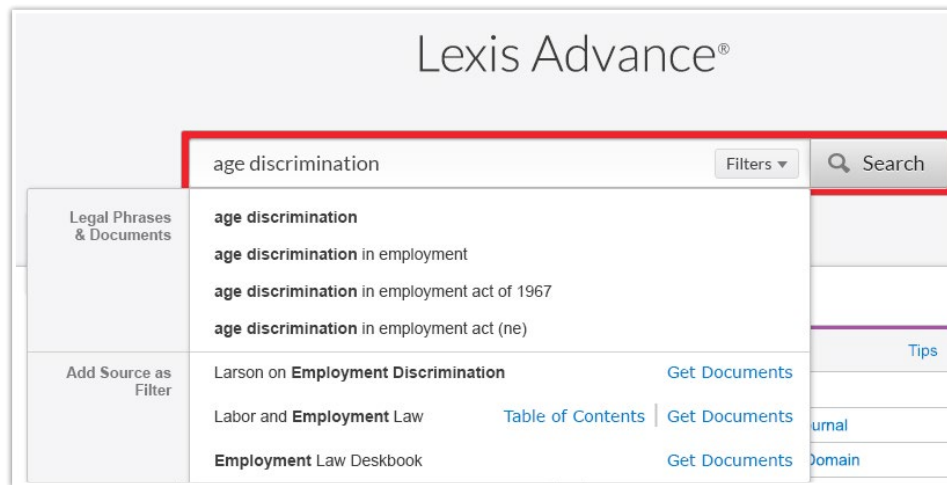 Lexis Advance®
age discrimination Filters Search
Legal Phrases
& Documents
age discrimination
age discrimination in employment
age discrimination in employment act of 1967
age discrimination in employment act (ne)
Tips
Add Source as
Filter
Larson on Employment Discrimination Get Documents
Labor and Employment Law Table of Contents Get Documents
urnal
Employment Law Deskbook Get Documents
Domain